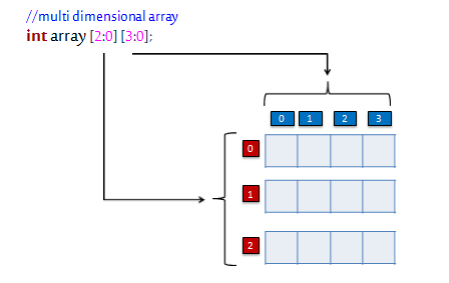 //multi dimensional array
int array [2:0] [3:0];
0 1 2 3
0
1
2